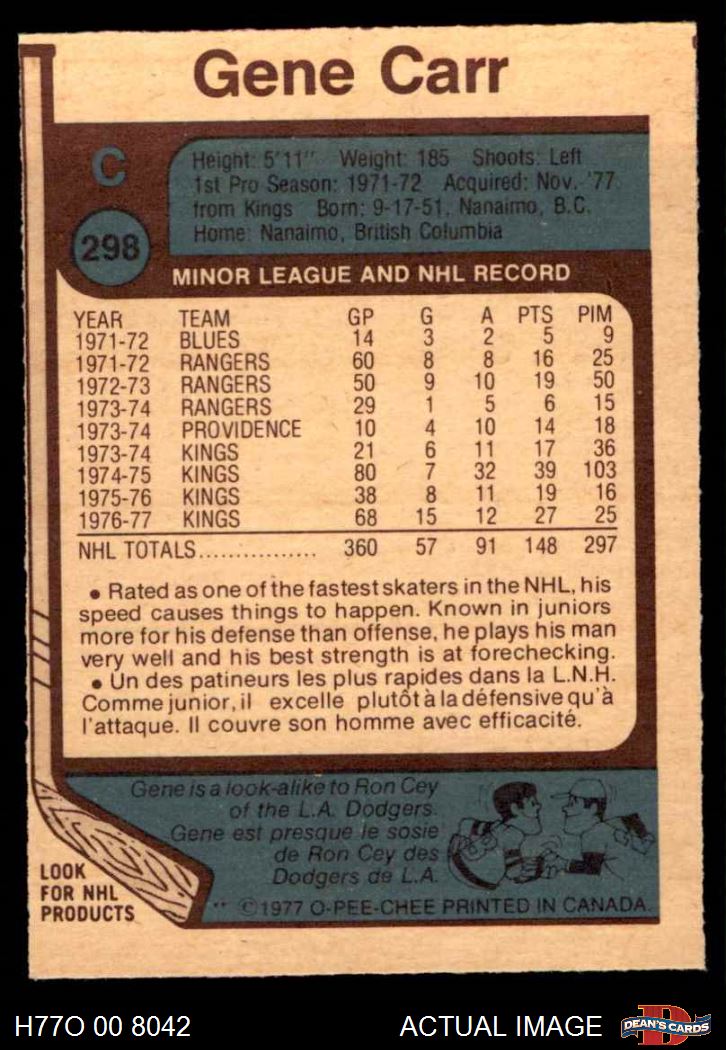 Gene Carr
C
298
Height: 5'11" Weight: 185 Shoots: Left
1st Pro Season: 1971-72 Acquired: Nov. '77
from Kings Born: 9-17-51, Nanaimo, B.C.
Home: Nanaimo, British Columbia
MINOR LEAGUE AND NHL RECORD
YEAR TEAM GP G A PTS PIM
1971-72 BLUES 14 3 2 5 9
1971-72 RANGERS 60 8 8 16 25
1972-73 RANGERS 50 9 10 19 50
1973-74 RANGERS 29 1 5 6 15
1973-74 PROVIDENCE 10 4 10 14 18
1973-74 KINGS 21 6 11 17 36
1974-75 KINGS 80 7 32 39 103
1975-76 KINGS 38 8 11 19 16
1976-77 KINGS 68 15 12 27 25
NHL TOTALS................ 360 57 91 148 297
• Rated as one of the fastest skaters in the NHL, his
speed causes things to happen. Known in juniors
more for his defense than offense, he plays his man
very well and his best strength is at forechecking.
• Un des patineurs les plus rapides dans la L.N.H.
Comme junior, il excelle plutôt à la défensive qu'à
l'attaque. Il couvre son homme avec efficacité.
Gene is a look-alike to Ron Cey
of the L.A. Dodgers.
Gene est presque le sosie
de Ron Cey des
Dodgers de L.A.
LOOK
FOR NHL
PRODUCTS
** ©1977 O-PEE-CHEE PRINTED IN CANADA.
H77O 00 8042 ACTUAL IMAGE D DEAN'S CARDS